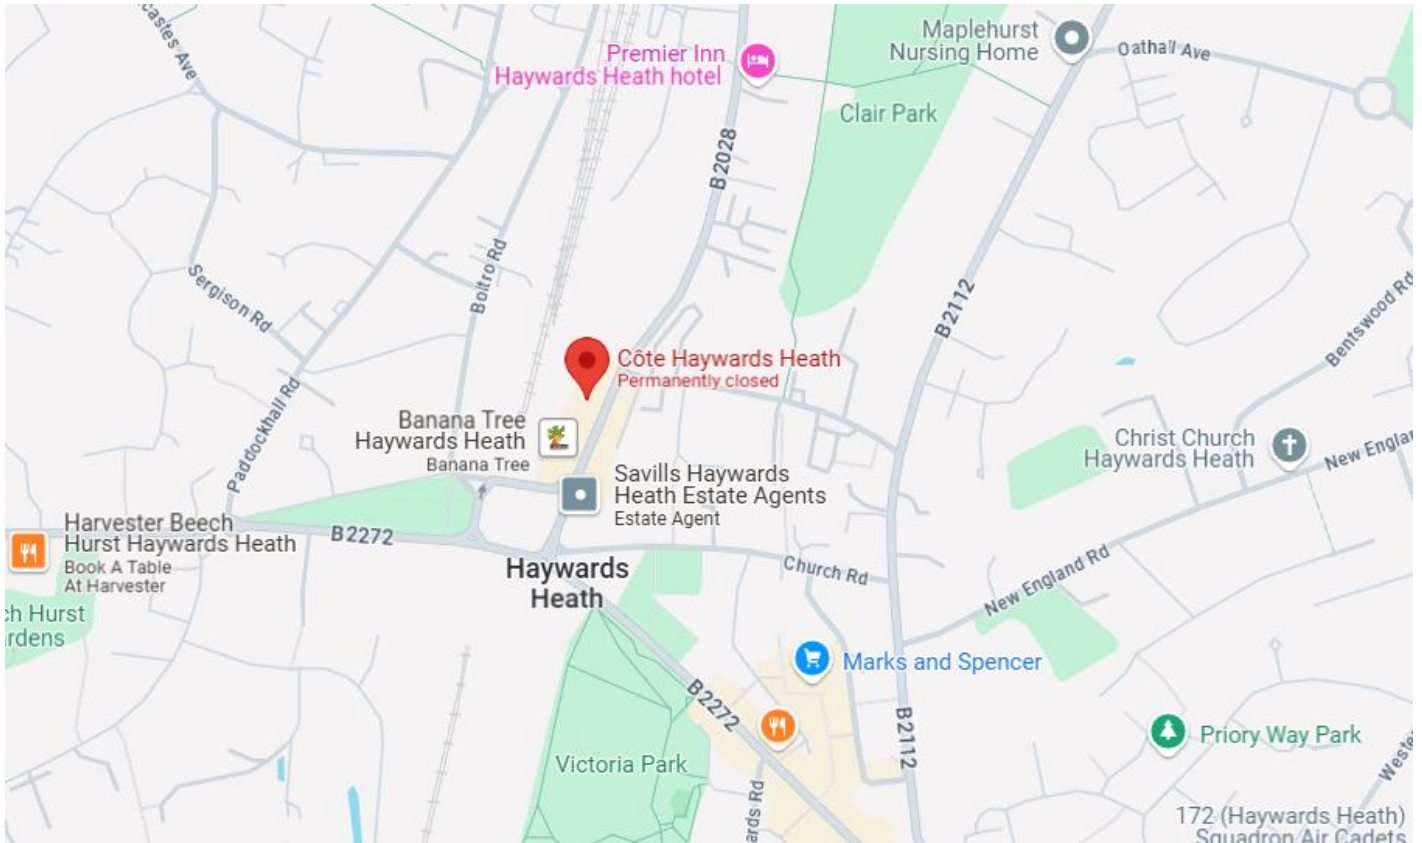 Premier Inn
Haywards Heath hotel
Maplehurst
Nursing Home
Oathall Ave
Clair Park
B2028
Sergison Rd
Boltro Rd
B2112
Bentswood Rd
Côte Haywards Heath
Permanently closed
Paddockhall Rd
Banana Tree
Haywards Heath
Banana Tree
Christ Church
Haywards Heath
New Englan
Savills Haywards
Heath Estate Agents
Estate Agent
Harvester Beech
Hurst Haywards Heath
Book A Table
At Harvester
B2272
Haywards
Heath
Church Rd
New England Rd
ch Hurst
rdens
Marks and Spencer
B2272
B2112
Priory Way Park
Victoria Park
ards Rd
172 (Haywards Heath)
Squadron Air Cadets